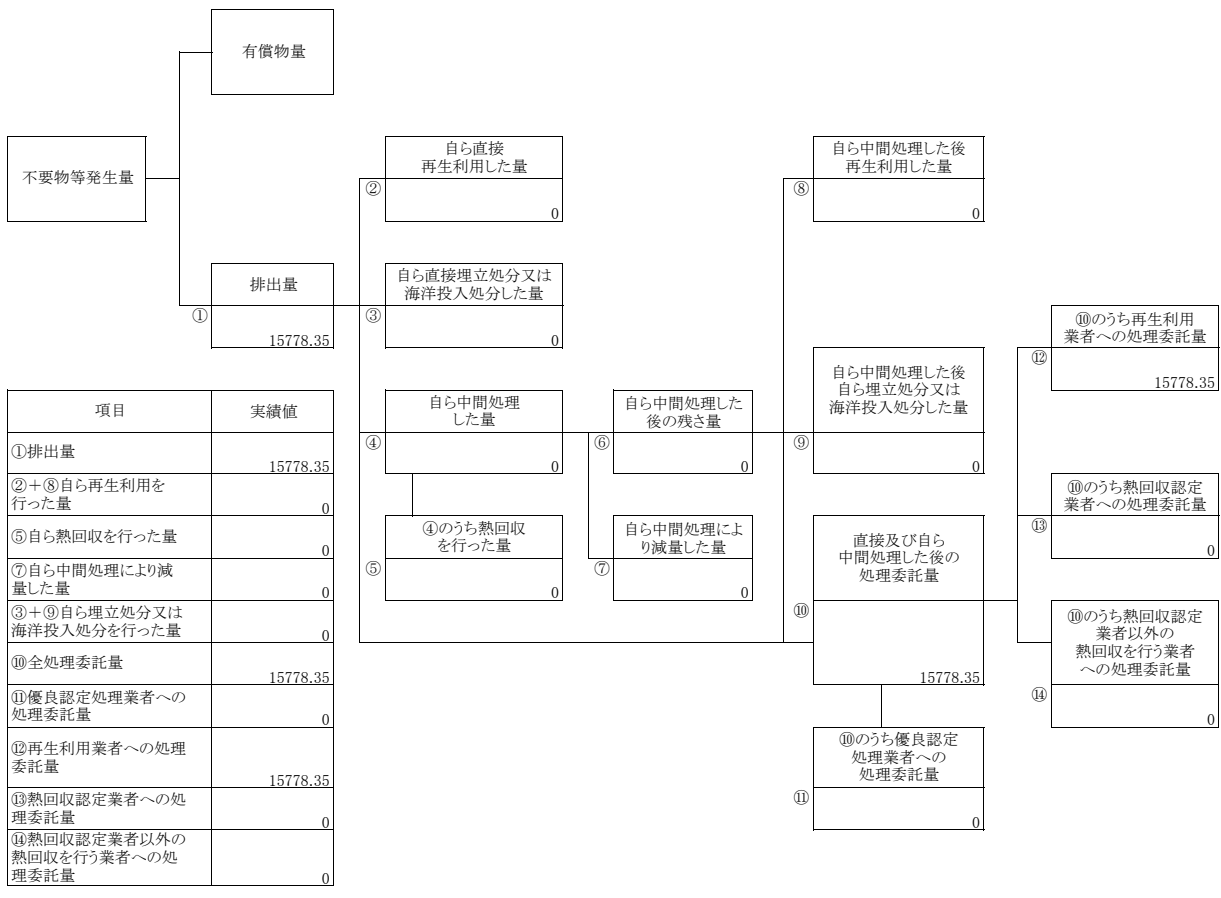 有償物量
不要物等発生量
自ら直接
再生利用した量
②
0
自ら中間処理した後
再生利用した量
⑧
0
排出量
①
15778.35
自ら直接埋立処分又は
海洋投入処分した量
③
0
⑩のうち再生利用
業者への処理委託量
⑫
15778.35
自ら中間処理
した量
④
0
自ら中間処理した
後の残さ量
⑥
0
自ら中間処理した後
自ら埋立処分又は
海洋投入処分した量
⑨
0
④のうち熱回収
を行った量
⑤
0
自ら中間処理によ
り減量した量
⑦
0
直接及び自ら
中間処理した後の
処理委託量
⑩
15778.35
⑩のうち熱回収認定
業者への処理委託量
⑬
0
⑩のうち熱回収認定
業者以外の
熱回収を行う業者
への処理委託量
⑭
0
⑩のうち優良認定
処理業者への
処理委託量
⑪
0
項目 実績値
①排出量
15778.35
②＋⑧自ら再生利用を
行った量
0
⑤自ら熱回収を行った量
0
⑦自ら中間処理により減
量した量
0
③＋⑨自ら埋立処分又は
海洋投入処分を行った量
0
⑩全処理委託量
15778.35
⑪優良認定処理業者への
処理委託量
0
⑫再生利用業者への処理
委託量
15778.35
⑬熱回収認定業者への処
理委託量
0
⑭熱回収認定業者以外の
熱回収を行う業者への処
理委託量
0